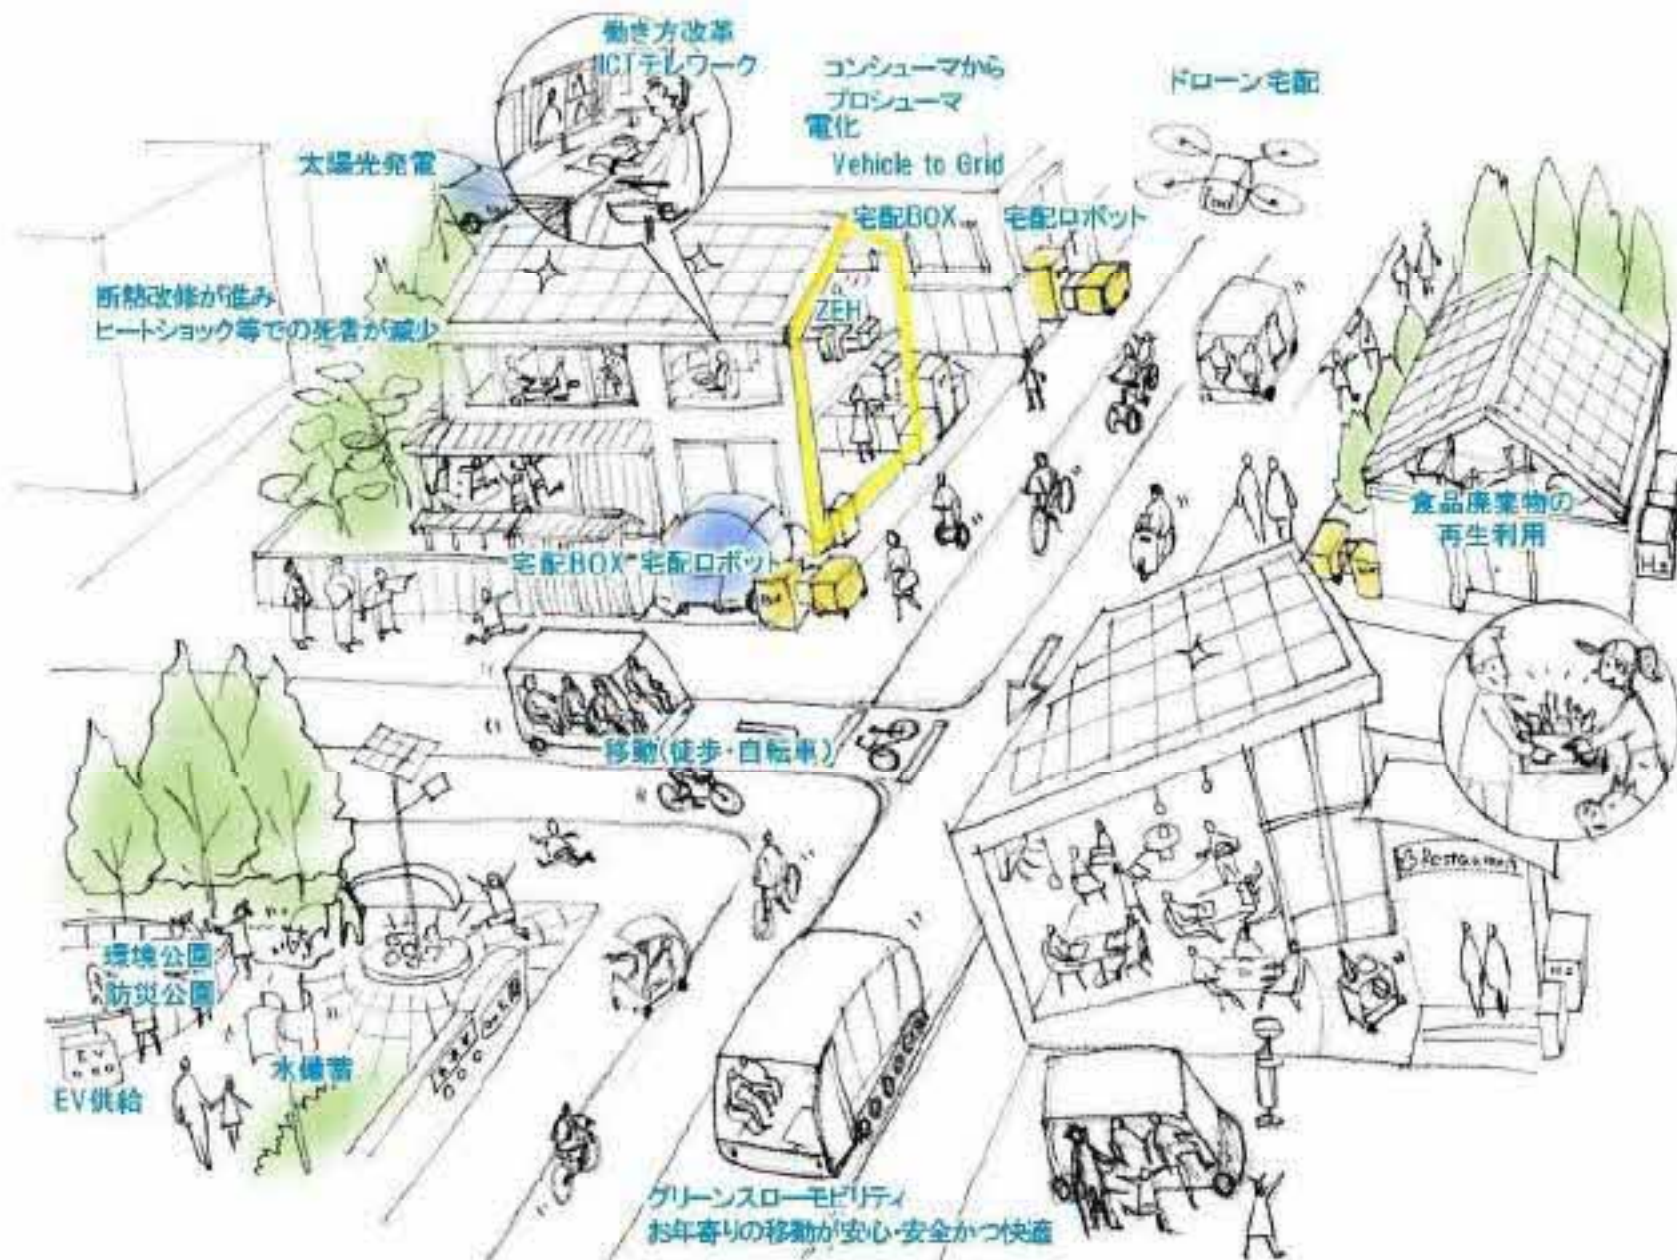 働き方改革
ICTテレワーク
コンシューマから
プロシューマ
電化
Vehicle to Grid
ドローン宅配
太陽光発電
宅配BOX
宅配ロボット
断熱改修が進み
ヒートショック等での死者が減少
ZEH
食品廃棄物の
再生利用
H2
宅配BOX 宅配ロボット
移動(徒歩・自転車)
Restaurant
H2
環境公園
防災公園
EV
水備蓄
EV供給
グリーンスローモビリティ
お年寄りの移動が安心・安全かつ快適